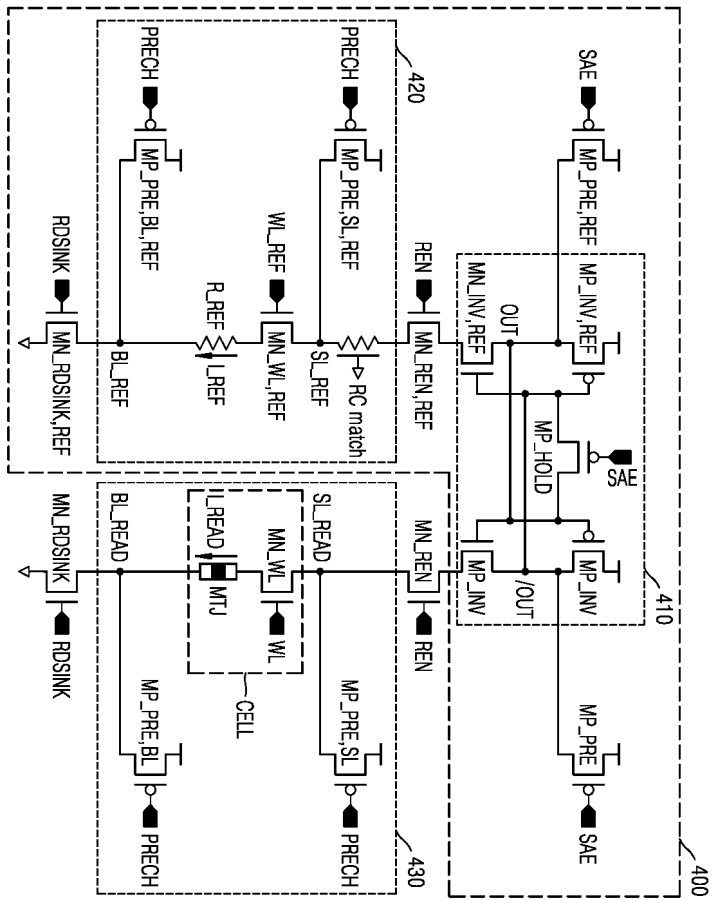 400
410
SAE
SAE
MP_PRE,REF
MP_INV,REF
MP_INV
MP_PRE
SAE
MP_HOLD
OUT
/OUT
MN_INV,REF
MP_INV
420
REN
MN_REN,REF
MN_REN
REN
430
RC match
PRECH
MP_PRE,SL,REF
SL_REF
SL_READ
MP_PRE,SL
PRECH
WL_REF
MN_WL,REF
MN_WL
WL
CELL
R_REF
I_REF
I_READ
MTJ
PRECH
MP_PRE,BL,REF
BL_REF
BL_READ
MP_PRE,BL
PRECH
RDSINK
MN_RDSINK,REF
MN_RDSINK
RDSINK